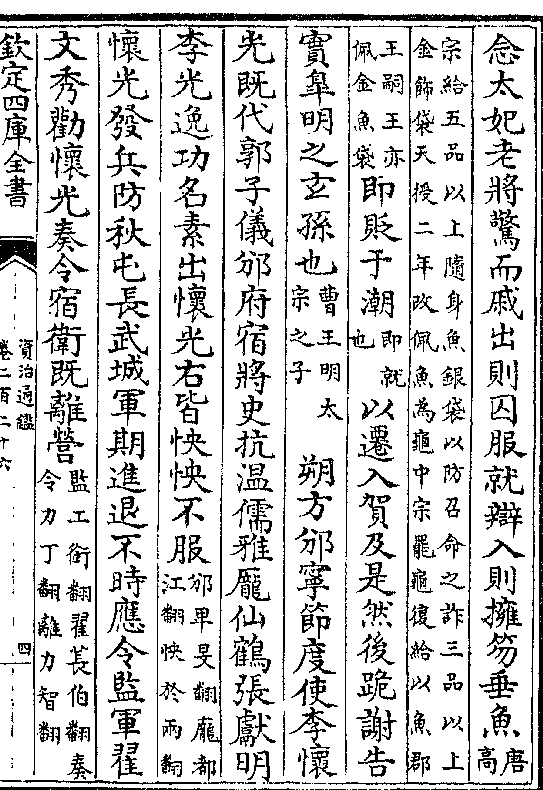 念太妃老將驚而戚出則囚服就辯入則擁笏垂魚唐高
宗給五品以上隨身魚銀袋以防召命之詐三品以上
金飾袋天授二年改佩魚為龜中宗罷龜復給以魚郡
王嗣王亦佩金魚袋即貶于潮即就也以遷入賀及是然後跪謝告
實臯明之玄孫也曹王明太宗之子 朔方邠寧節度使李懷
光既代郭子儀邠府宿將史抗温儒雅龎仙鶴張獻明
李光逸功名素出懷光右皆怏怏不服邠卑旻翻龎都江翻怏於兩翻
懷光發兵防秋屯長武城軍期進退不時應令監軍翟
文秀勸懷光奏令宿衛既離營監工銜翻翟萇伯翻奏令力丁翻離力智翻
欽定四庫全書
資治通鑑
卷二百二十六
四